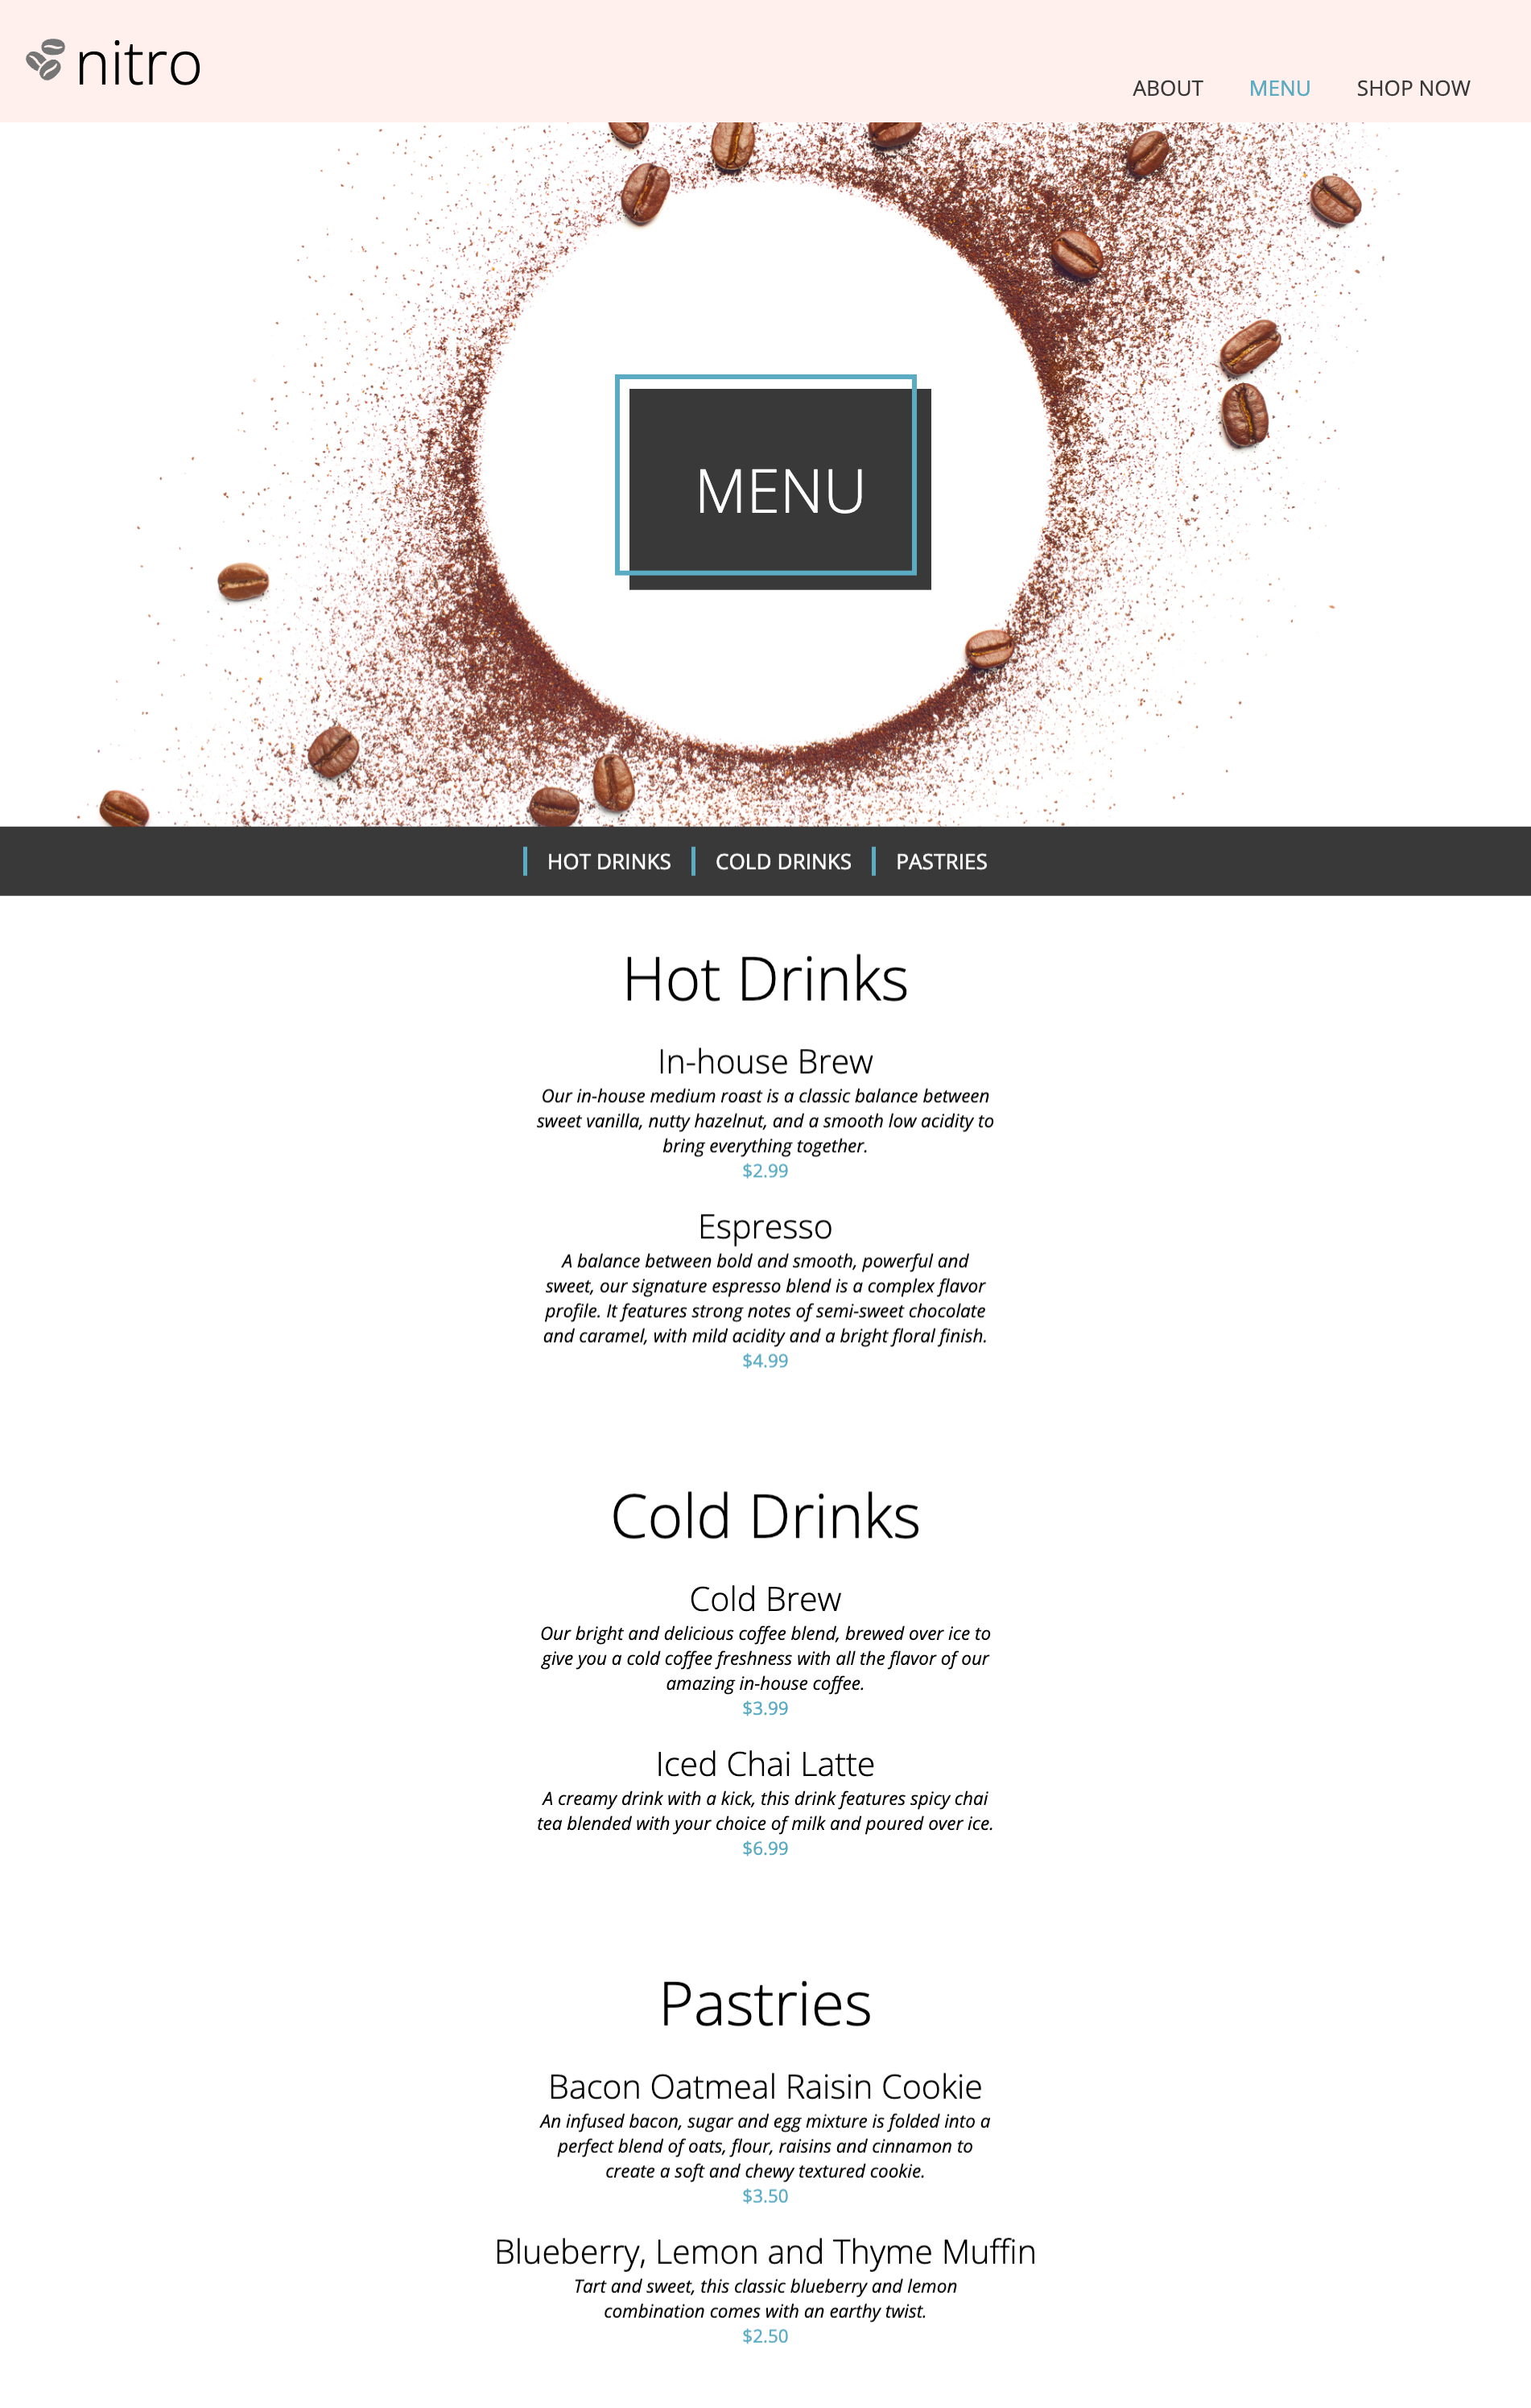 nitro
ABOUT MENU SHOP NOW
MENU
HOT DRINKS COLD DRINKS PASTRIES
Hot Drinks
In-house Brew
Our in-house medium roast is a classic balance between
sweet vanilla, nutty hazelnut, and a smooth low acidity to
bring everything together.
$2.99
Espresso
A balance between bold and smooth, powerful and
sweet, our signature espresso blend is a complex flavor
profile. It features strong notes of semi-sweet chocolate
and caramel, with mild acidity and a bright floral finish.
$4.99
Cold Drinks
Cold Brew
Our bright and delicious coffee blend, brewed over ice to
give you a cold coffee freshness with all the flavor of our
amazing in-house coffee.
$3.99
Iced Chai Latte
A creamy drink with a kick, this drink features spicy chai
tea blended with your choice of milk and poured over ice.
$6.99
Pastries
Bacon Oatmeal Raisin Cookie
An infused bacon, sugar and egg mixture is folded into a
perfect blend of oats, flour, raisins and cinnamon to
create a soft and chewy textured cookie.
$3.50
Blueberry, Lemon and Thyme Muffin
Tart and sweet, this classic blueberry and lemon
combination comes with an earthy twist.
$2.50